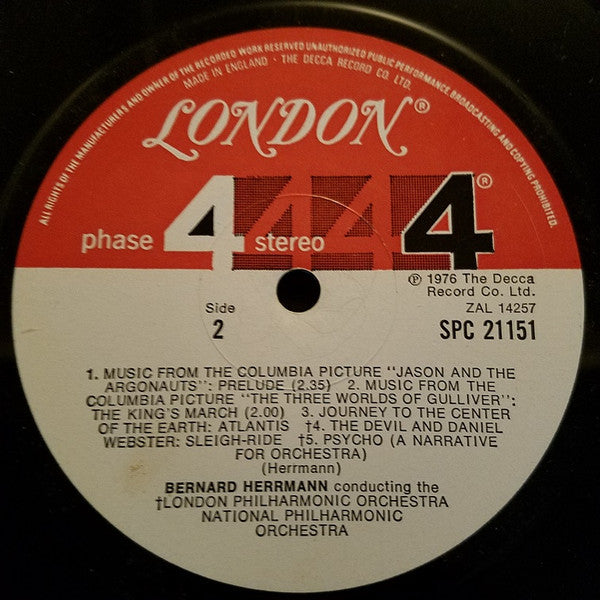 ALL RIGHTS OF THE MANUFACTURERS AND OWNER OF THE RECORDED WORK RESERVED UNAUTHORIZED PUBLIC PERFORMANCE BROADCASTING AND COPYING PROHIBITED.
MADE IN ENGLAND · THE DECCA RECORD CO. LTD.
LONDON®
phase 4 stereo 4 4 4®
℗ 1976 The Decca
Record Co. Ltd.
Side
2
ZAL 14257
SPC 21151
1. MUSIC FROM THE COLUMBIA PICTURE "JASON AND THE
ARGONAUTS": PRELUDE (2.35) 2. MUSIC FROM THE
COLUMBIA PICTURE "THE THREE WORLDS OF GULLIVER":
THE KING'S MARCH (2.00) 3. JOURNEY TO THE CENTER
OF THE EARTH: ATLANTIS †4. THE DEVIL AND DANIEL
WEBSTER: SLEIGH-RIDE †5. PSYCHO (A NARRATIVE
FOR ORCHESTRA)
(Herrmann)
BERNARD HERRMANN conducting the
†LONDON PHILHARMONIC ORCHESTRA
NATIONAL PHILHARMONIC
ORCHESTRA